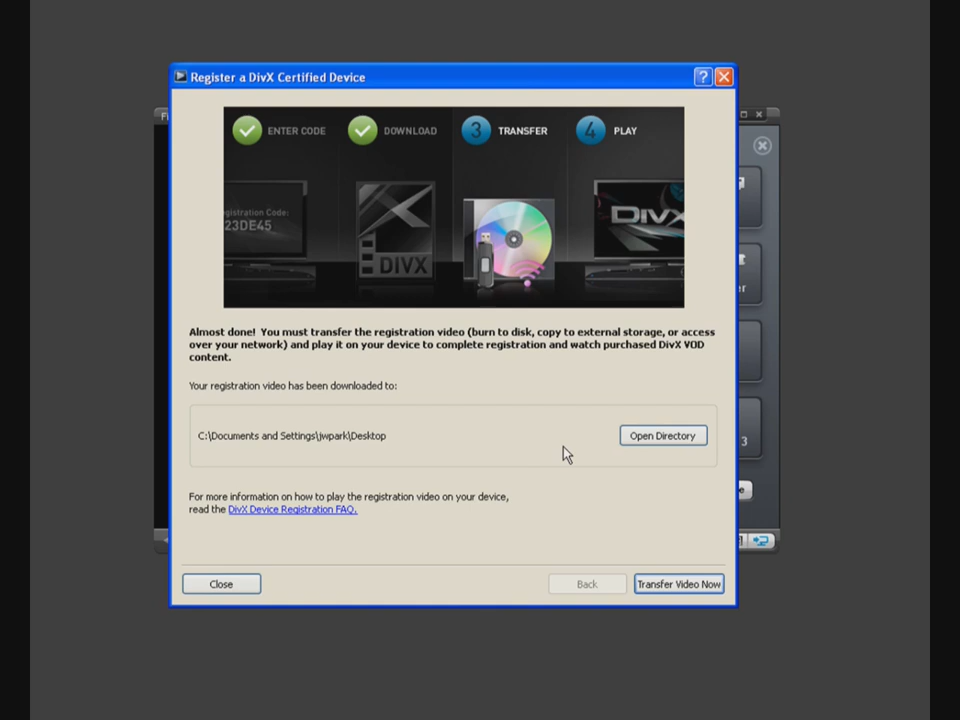 Register a DivX Certified Device
ENTER CODE
DOWNLOAD
3 TRANSFER
4 PLAY
gistration Code:
23DE45
DIVX
DIVX
Almost done! You must transfer the registration video (burn to disk, copy to external storage, or access
over your network) and play it on your device to complete registration and watch purchased DivX VOD
content.
Your registration video has been downloaded to:
C:\Documents and Settings\jwpark\Desktop
Open Directory
For more information on how to play the registration video on your device,
read the DivX Device Registration FAQ.
Close
Back
Transfer Video Now